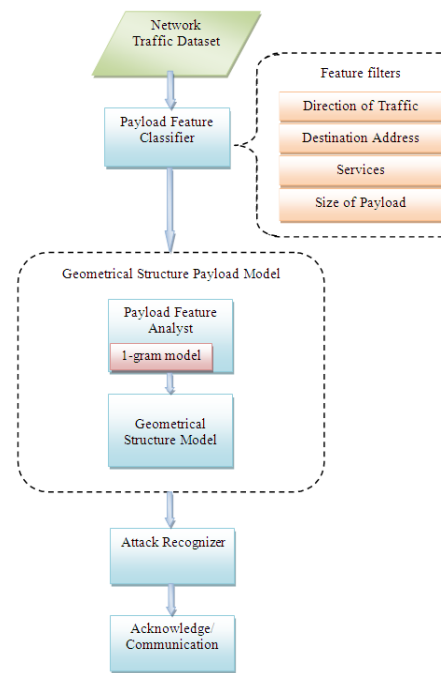 Network
Traffic Dataset
Payload Feature
Classifier
Feature filters
Direction of Traffic
Destination Address
Services
Size of Payload
Geometrical Structure Payload Model
Payload Feature
Analyst
1-gram model
Geometrical
Structure Model
Attack Recognizer
Acknowledge/
Communication